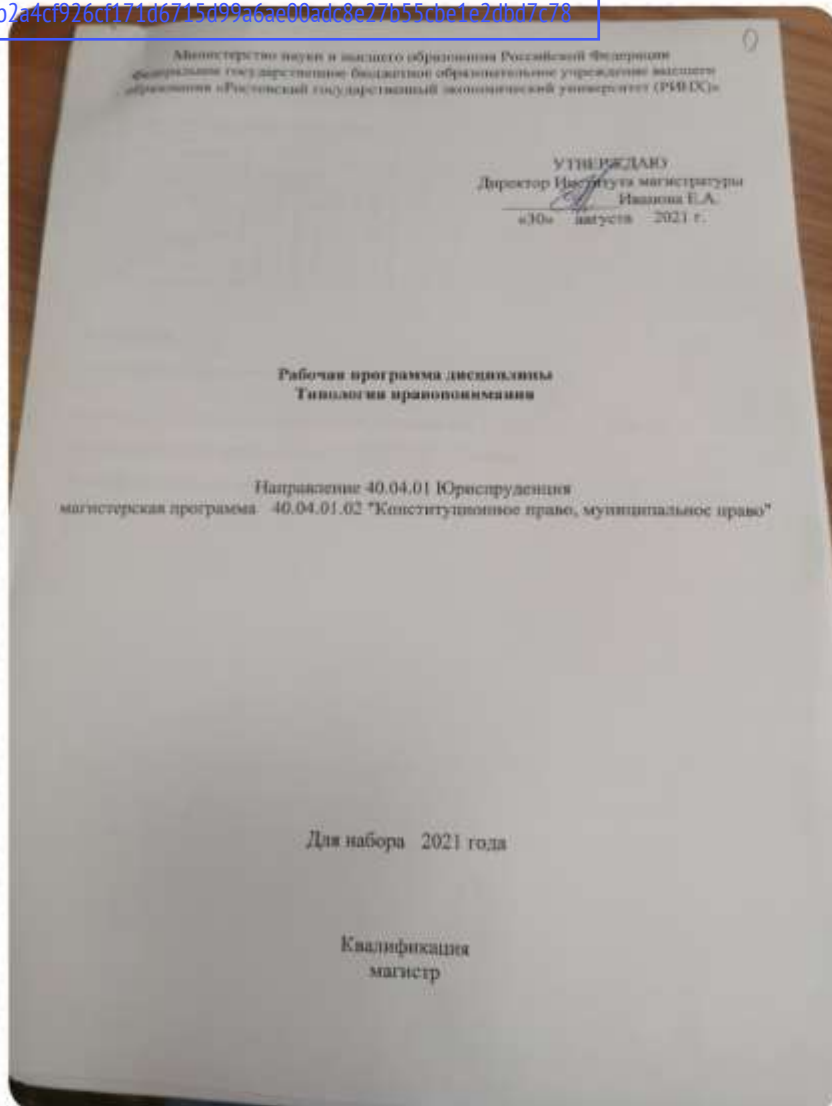 b2a4cf926cf171d6715d99a6ae00adc8e27b55cbe1e2dbd7c78
0
Министерство науки и высшего образования Российской Федерации
Федеральное государственное бюджетное образовательное учреждение высшего
образования «Ростовский государственный экономический университет (РИНХ)»
УТВЕРЖДАЮ
Директор Института магистратуры
Иванова Е.А.
«30» августа 2021 г.
Рабочая программа дисциплины
Типология правопонимания
Направление 40.04.01 Юриспруденция
магистерская программа 40.04.01.02 "Конституционное право, муниципальное право"
Для набора 2021 года
Квалификация
магистр